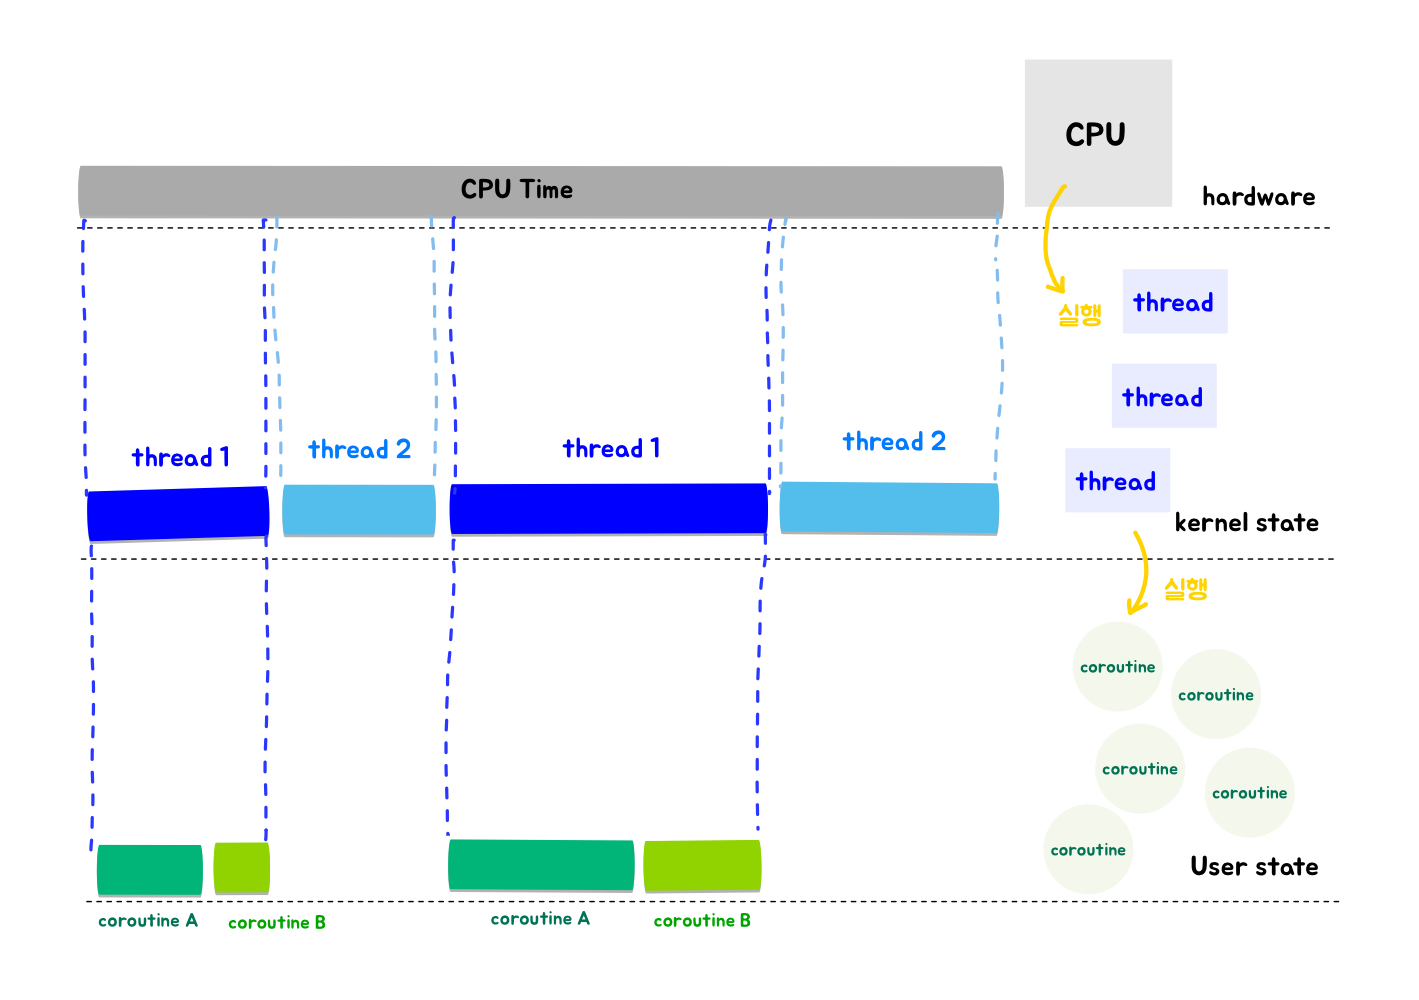 CPU
CPU Time
hardware
실행
thread
thread
thread 1
thread 2
thread 1
thread 2
thread
kernel state
실행
coroutine
coroutine
coroutine
coroutine
coroutine
User state
coroutine A
coroutine B
coroutine A
coroutine B